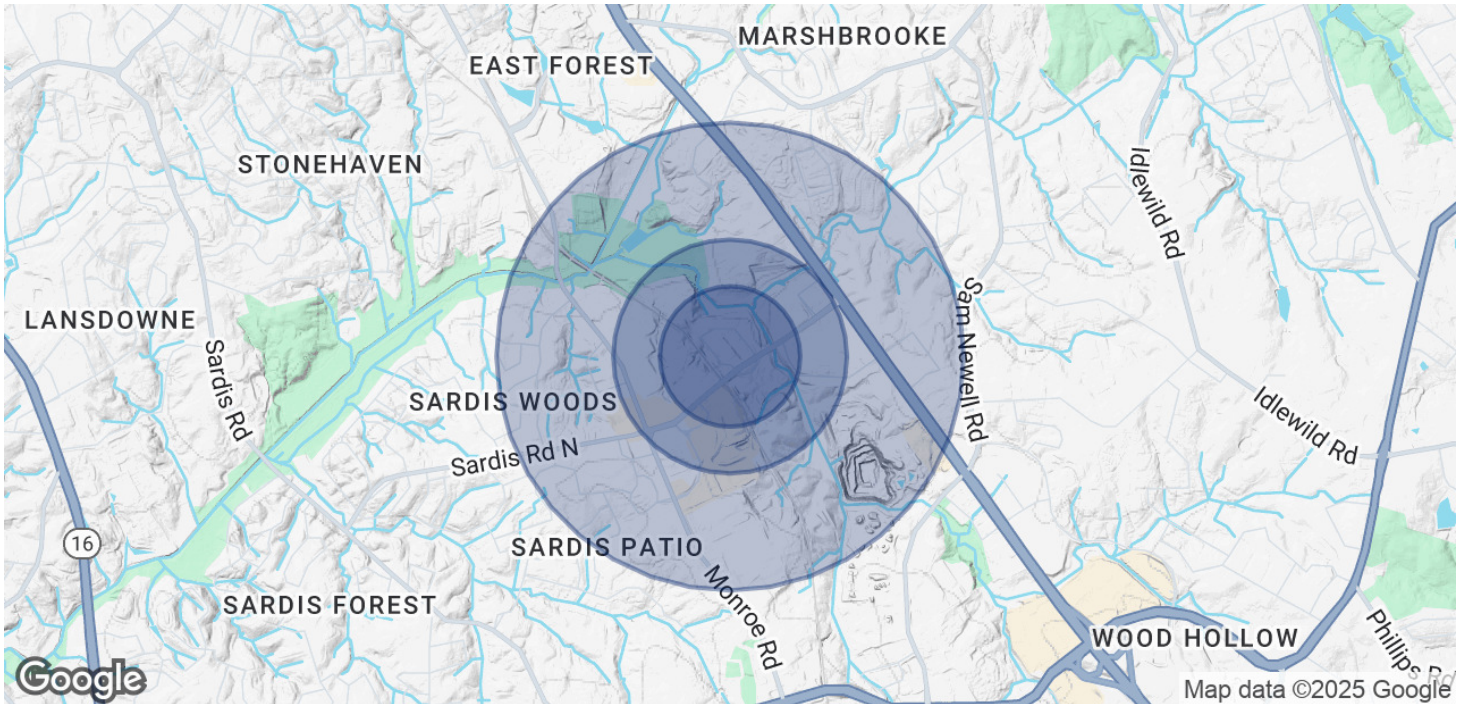 MARSHBROOKE
EAST FOREST
STONEHAVEN
Idlewild Rd
LANSDOWNE
Sardis Rd
Sam Newell Rd
SARDIS WOODS
Idlewild Rd
Sardis Rd N
16
SARDIS PATIO
Monroe Rd
SARDIS FOREST
WOOD HOLLOW
Phillips Rd
Google
Map data ©2025 Google